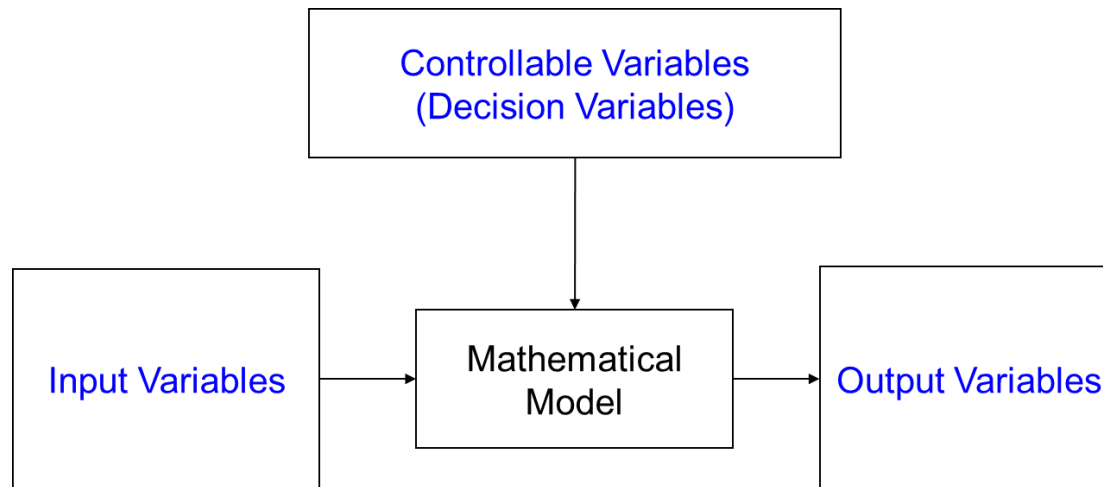 Controllable Variables
(Decision Variables)
Input Variables
Mathematical
Model
Output Variables